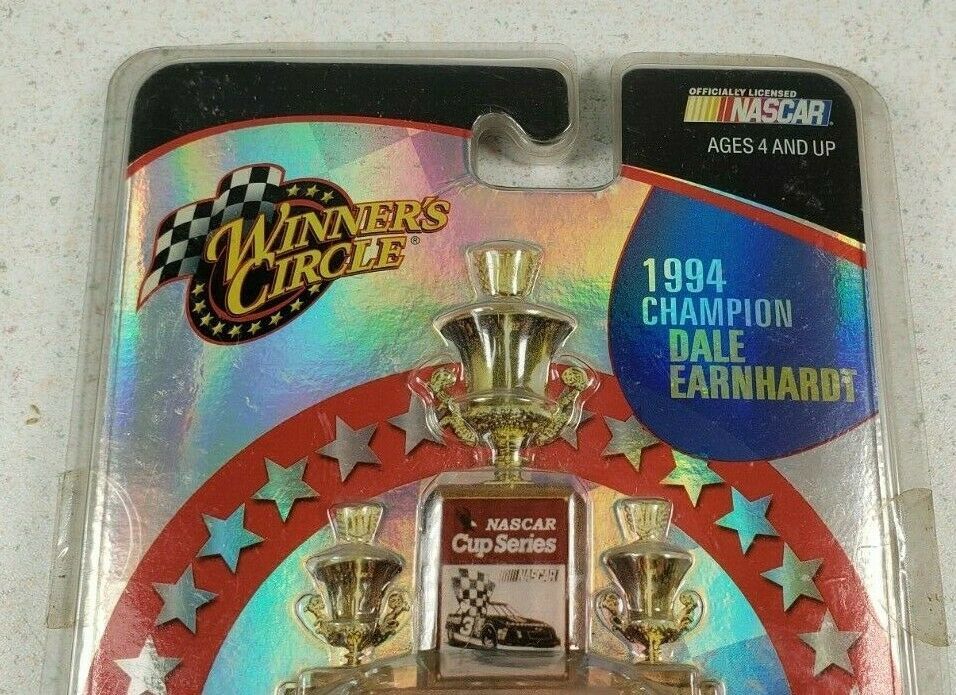 OFFICIALLY LICENSED
NASCAR
AGES 4 AND UP
WINNER'S
CIRCLE®
1994
CHAMPION
DALE
EARNHARDT
NASCAR
Cup Series
NASCAR
3